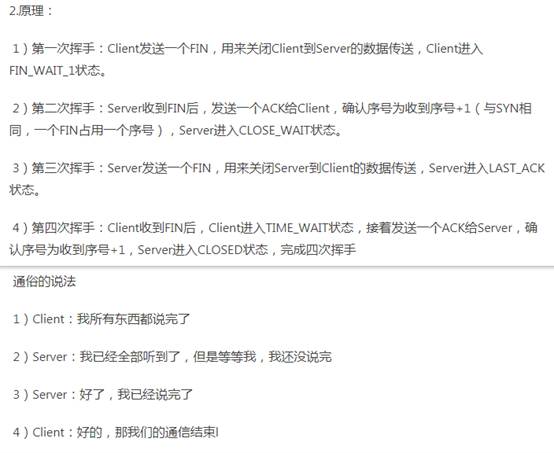 2.原理：
1）第一次挥手：Client发送一个FIN，用来关闭Client到Server的数据传送，Client进入
FIN_WAIT_1状态。
2）第二次挥手：Server收到FIN后，发送一个ACK给Client，确认序号为收到序号+1（与SYN相
同，一个FIN占用一个序号），Server进入CLOSE_WAIT状态。
3）第三次挥手：Server发送一个FIN，用来关闭Server到Client的数据传送，Server进入LAST_ACK
状态。
4）第四次挥手：Client收到FIN后，Client进入TIME_WAIT状态，接着发送一个ACK给Server，确
认序号为收到序号+1，Server进入CLOSED状态，完成四次挥手
通俗的说法
1）Client：我所有东西都说完了
2）Server：我已经全部听到了，但是等等我，我还没说完
3）Server：好了，我已经说完了
4）Client：好的，那我们的通信结束l